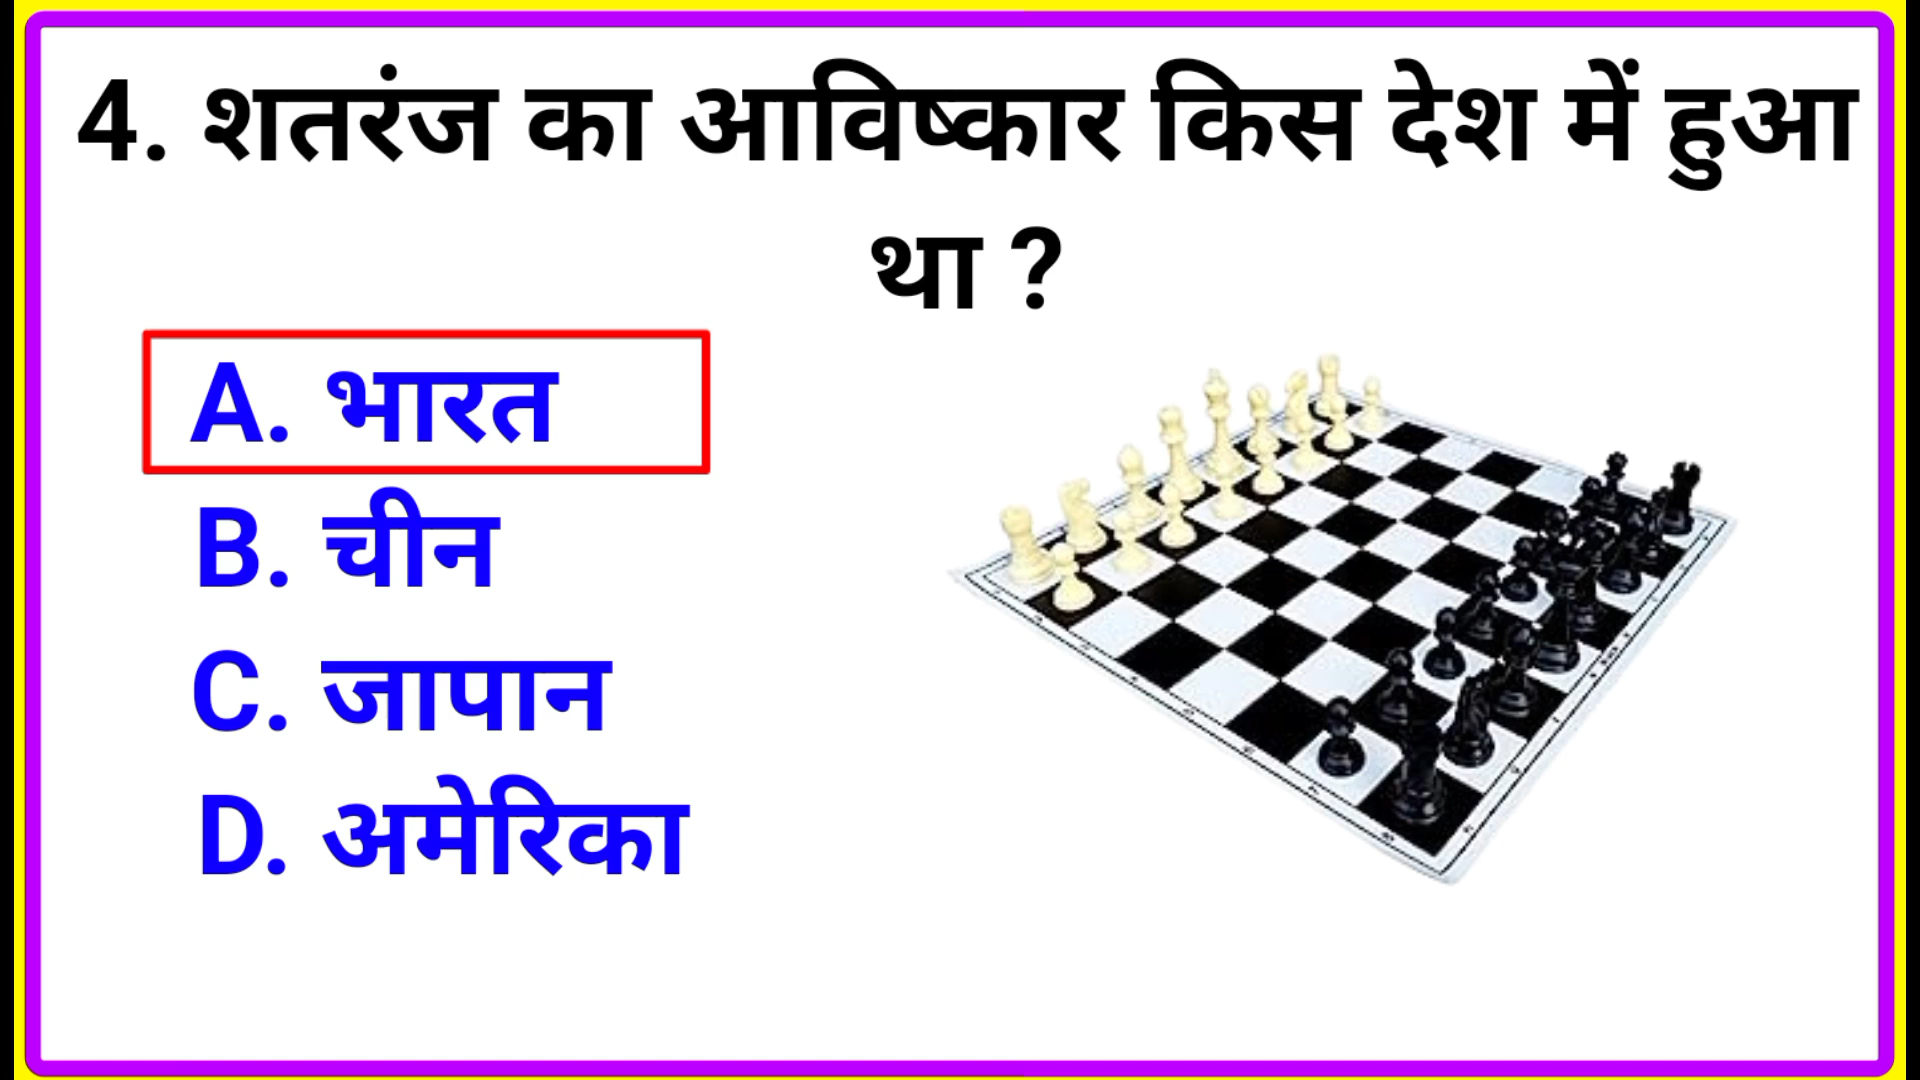 4. शतरंज का आविष्कार किस देश में हुआ
था ?
A. भारत
B. चीन
C. जापान
D. अमेरिका